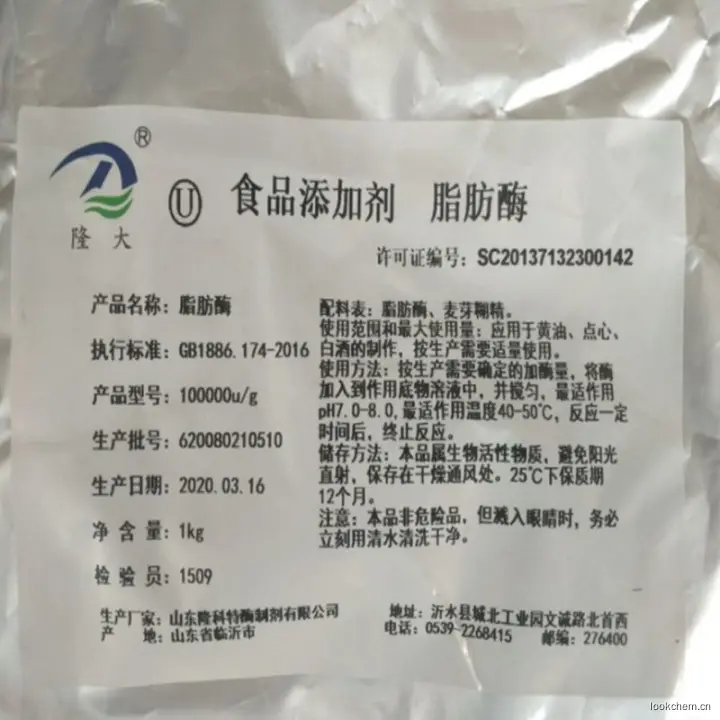 ®
隆大
Ⓤ 食品添加剂 脂肪酶
许可证编号：SC20137132300142
产品名称：脂肪酶
执行标准：GB1886.174-2016
产品型号：100000u/g
生产批号：620080210510
生产日期：2020.03.16
净含量：1kg
检验员：1509
配料表：脂肪酶、麦芽糊精。
使用范围和最大使用量：应用于黄油、点心、
白酒的制作，按生产需要适量使用。
使用方法：按生产需要确定的加酶量，将酶
加入到作用底物溶液中，并搅匀，最适作用
pH7.0-8.0,最适作用温度40-50℃，反应一定
时间后，终止反应。
储存方法：本品属生物活性物质，避免阳光
直射，保存在干燥通风处。25℃下保质期
12个月。
注意：本品非危险品，但溅入眼睛时，务必
立刻用清水清洗干净。
生产厂家：山东隆科特酶制剂有限公司
产地：山东省临沂市
地址：沂水县城北工业园文诚路北首西
电话：0539-2268415 邮编：276400
lookchem.cn